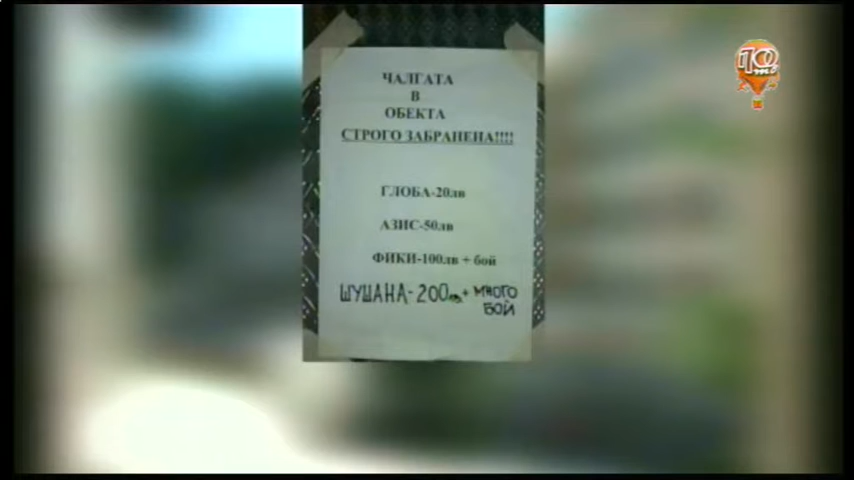 ЧАЛГАТА
В
ОБЕКТА
СТРОГО ЗАБРАНЕНА!!!!
ГЛОБА-20лв
АЗИС-50лв
ФИКИ-100лв + бой
ШУШАНА-200лв + МНОГО
БОЙ